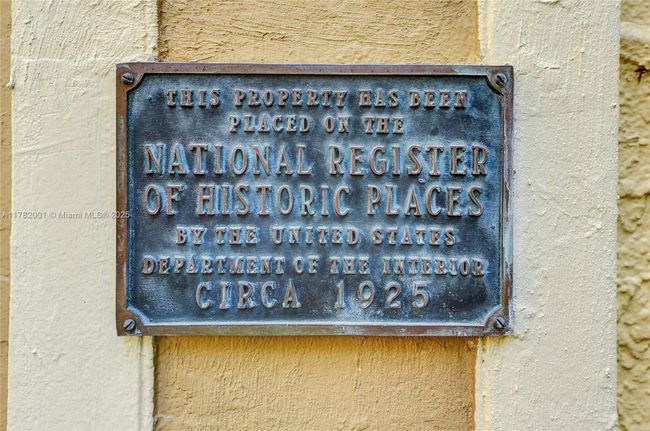 THIS PROPERTY HAS BEEN
PLACED ON THE
NATIONAL REGISTER
OF HISTORIC PLACES
BY THE UNITED STATES
DEPARTMENT OF THE INTERIOR
CIRCA 1925
A11782001 © Miami MLS® 2025